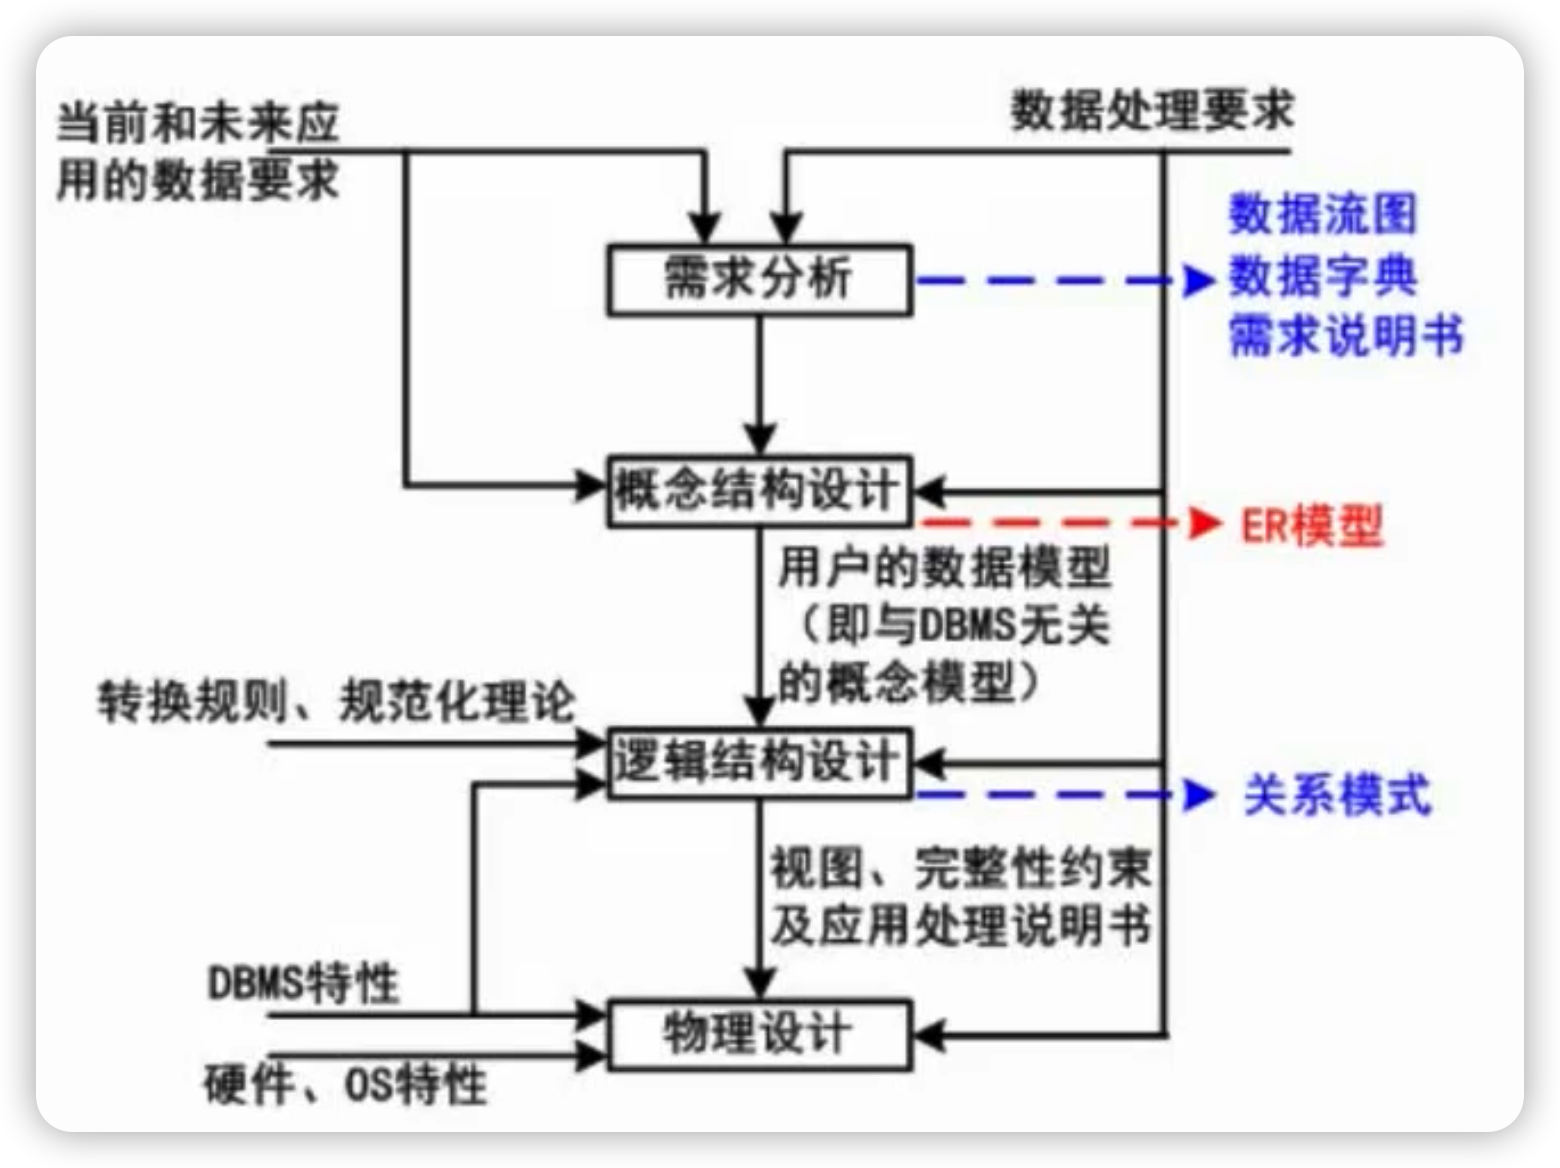 当前和未来应
用的数据要求
数据处理要求
数据流图
需求分析
数据字典
需求说明书
概念结构设计
ER模型
用户的数据模型
（即与DBMS无关
的概念模型）
转换规则、规范化理论
逻辑结构设计
关系模式
视图、完整性约束
及应用处理说明书
DBMS特性
物理设计
硬件、OS特性